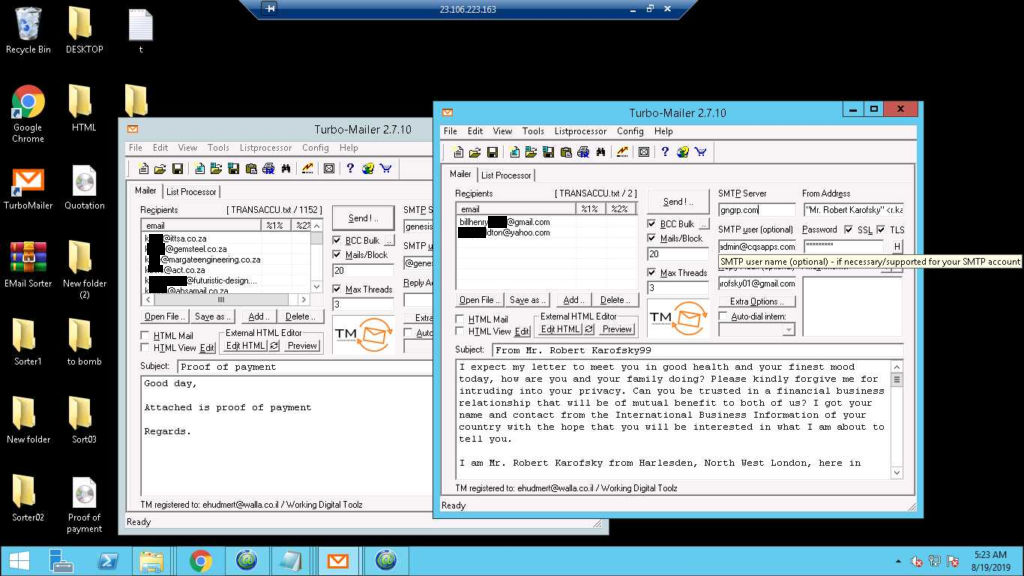 23.106.223.163
Recycle Bin
DESKTOP
t
Google Chrome
HTML
TurboMailer
Quotation
EMail Sorter
New folder (2)
Sorter1
to bomb
New folder
Sort03
Sorter02
Proof of payment
Turbo-Mailer 2.7.10
File Edit View Tools Listprocessor Config Help
Mailer List Processor
Recipients [ TRANSACCU.txt / 1152 ]
email %1% %2%
@ittsa.co.za
@gemsteel.co.za
@margateengineering.co.za
@act.co.za
@futuristic-design....
@absamail.co.za
Open File .. Save as .. Add .. Delete ..
HTML Mail
HTML View Edit
External HTML Editor
Edit HTML Preview
Send ! ..
BCC Bulk ...
Mails/Block
20
Max Threads
3
TM
SMTP S
genesis
SMTP u
@gene
Reply A
Extra
Auto
Subject: Proof of payment
Good day,
Attached is proof of payment
Regards.
TM registered to: ehudmert@walla.co.il / Working Digital Toolz
Ready
Turbo-Mailer 2.7.10
File Edit View Tools Listprocessor Config Help
Mailer List Processor
Recipients [ TRANSACCU.txt / 2 ]
email %1% %2%
billhenry @gmail.com
dton@yahoo.com
Open File .. Save as .. Add .. Delete ..
HTML Mail
HTML View Edit
External HTML Editor
Edit HTML Preview
Send ! ..
BCC Bulk ...
Mails/Block
20
Max Threads
3
TM
SMTP Server From Address
gngrp.com "Mr. Robert Karofsky" <r.ka
SMTP user (optional) Password SSL TLS
admin@cqsapps.com ********* H
SMTP user name (optional) - if necessary/supported for your SMTP account
rofsky01@gmail.com
Extra Options ..
Auto-dial intern:
Subject: From Mr. Robert Karofsky99
I expect my letter to meet you in good health and your finest mood
today, how are you and your family doing? Please kindly forgive me for
intruding into your privacy. Can you be trusted in a financial business
relationship that will be of mutual benefit to both of us? I got your
name and contact from the International Business Information of your
country with the hope that you will be interested in what I am about to
tell you.
I am Mr. Robert Karofsky from Harlesden, North West London, here in
TM registered to: ehudmert@walla.co.il / Working Digital Toolz
Ready
5:23 AM
8/19/2019